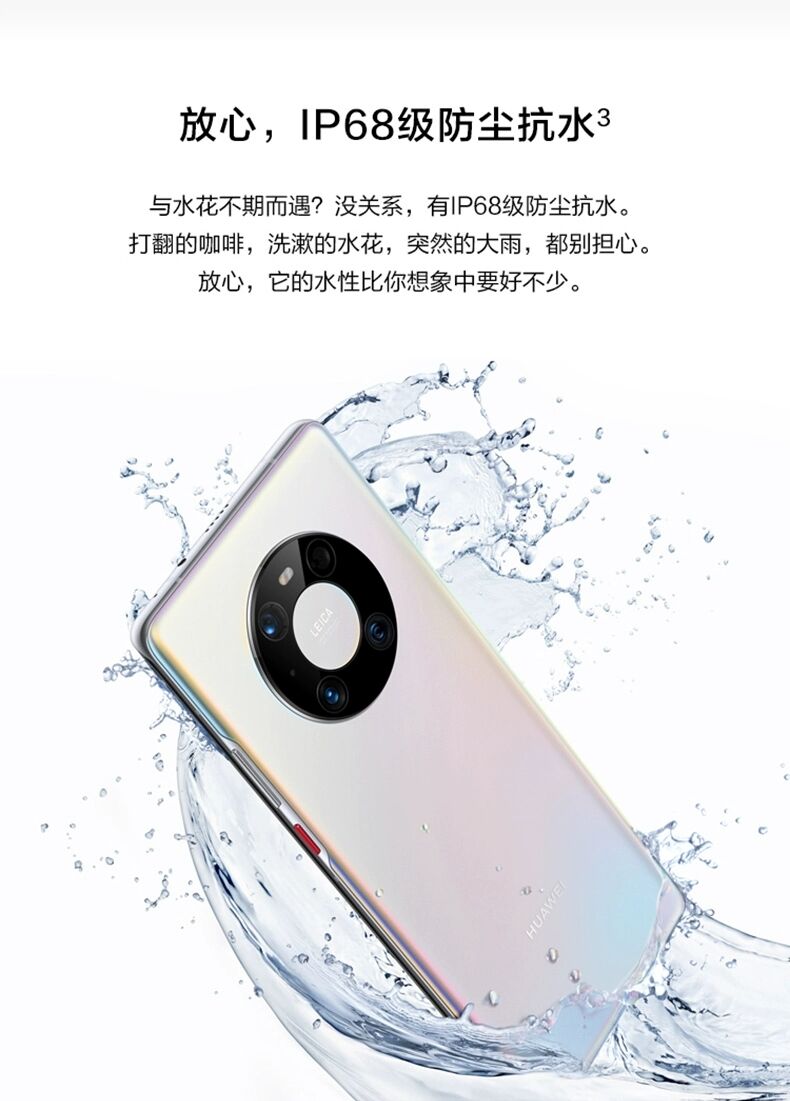 放心，IP68级防尘抗水³
与水花不期而遇？没关系，有IP68级防尘抗水。
打翻的咖啡，洗漱的水花，突然的大雨，都别担心。
放心，它的水性比你想象中要好不少。
LEICA
HUAWEI